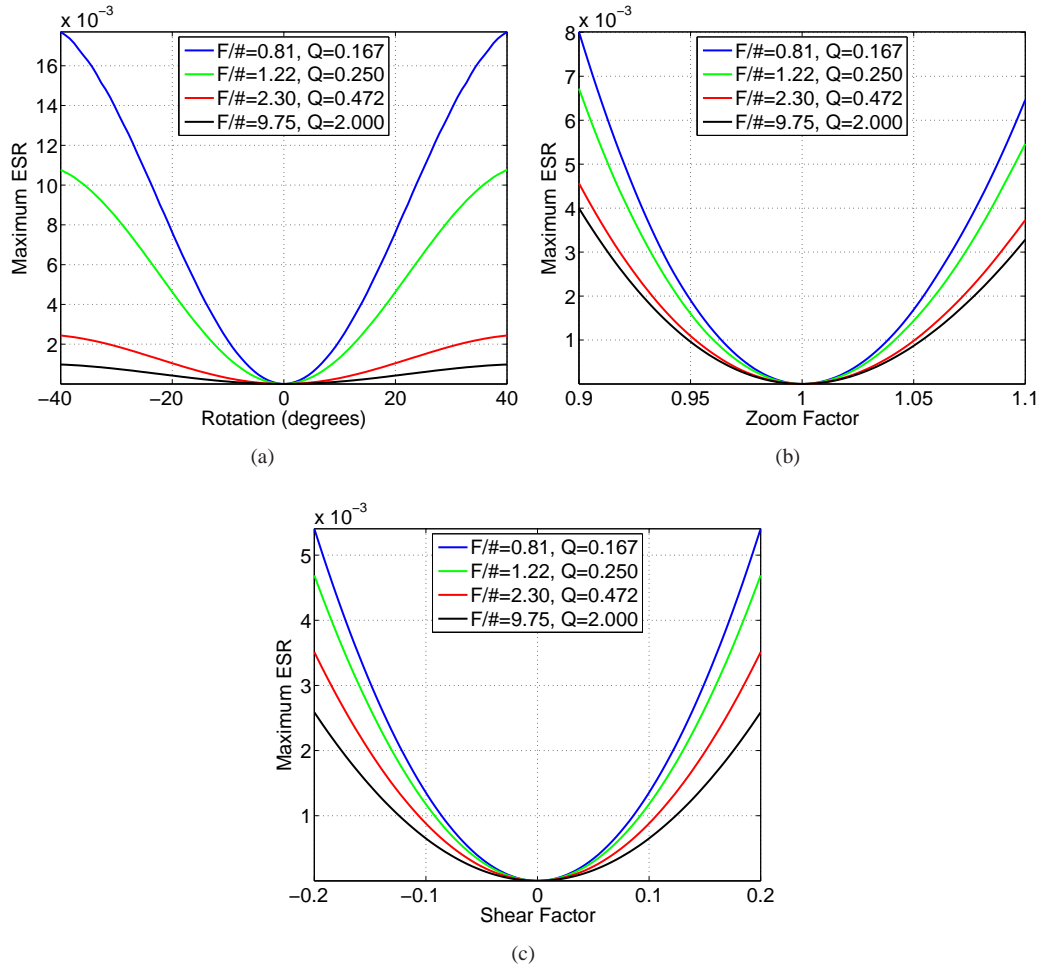 x 10⁻³
16
14
12
10
8
6
4
2
Maximum ESR
F/#=0.81, Q=0.167
F/#=1.22, Q=0.250
F/#=2.30, Q=0.472
F/#=9.75, Q=2.000
−40 −20 0 20 40
Rotation (degrees)
(a)
x 10⁻³
8
7
6
5
4
3
2
1
0
Maximum ESR
F/#=0.81, Q=0.167
F/#=1.22, Q=0.250
F/#=2.30, Q=0.472
F/#=9.75, Q=2.000
0.9 0.95 1 1.05 1.1
Zoom Factor
(b)
x 10⁻³
5
4
3
2
1
Maximum ESR
F/#=0.81, Q=0.167
F/#=1.22, Q=0.250
F/#=2.30, Q=0.472
F/#=9.75, Q=2.000
−0.2 −0.1 0 0.1 0.2
Shear Factor
(c)